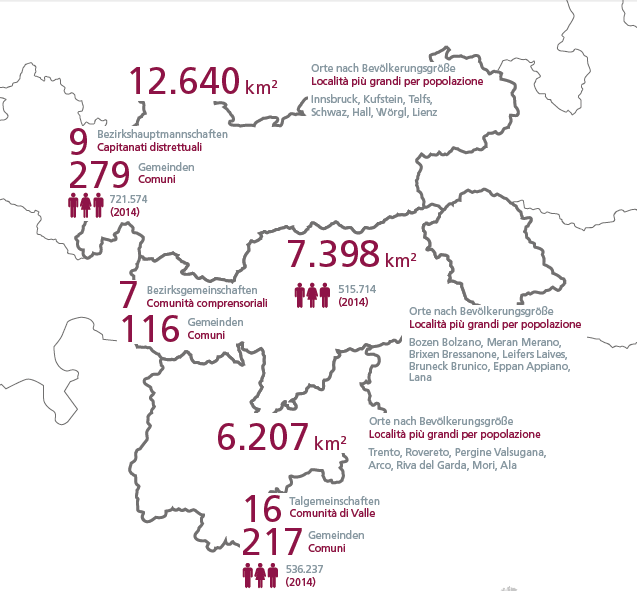 12.640 km²
Orte nach Bevölkerungsgröße
Località più grandi per popolazione
Innsbruck, Kufstein, Telfs,
Schwaz, Hall, Wörgl, Lienz
9 Bezirkshauptmannschaften
Capitanati distrettuali
279 Gemeinden
Comuni
721.574
(2014)
7.398 km²
515.714
(2014)
7 Bezirksgemeinschaften
Comunità comprensoriali
116 Gemeinden
Comuni
Orte nach Bevölkerungsgröße
Località più grandi per popolazione
Bozen Bolzano, Meran Merano,
Brixen Bressanone, Leifers Laives,
Bruneck Brunico, Eppan Appiano,
Lana
6.207 km²
Orte nach Bevölkerungsgröße
Località più grandi per popolazione
Trento, Rovereto, Pergine Valsugana,
Arco, Riva del Garda, Mori, Ala
16 Talgemeinschaften
Comunità di Valle
217 Gemeinden
Comuni
536.237
(2014)